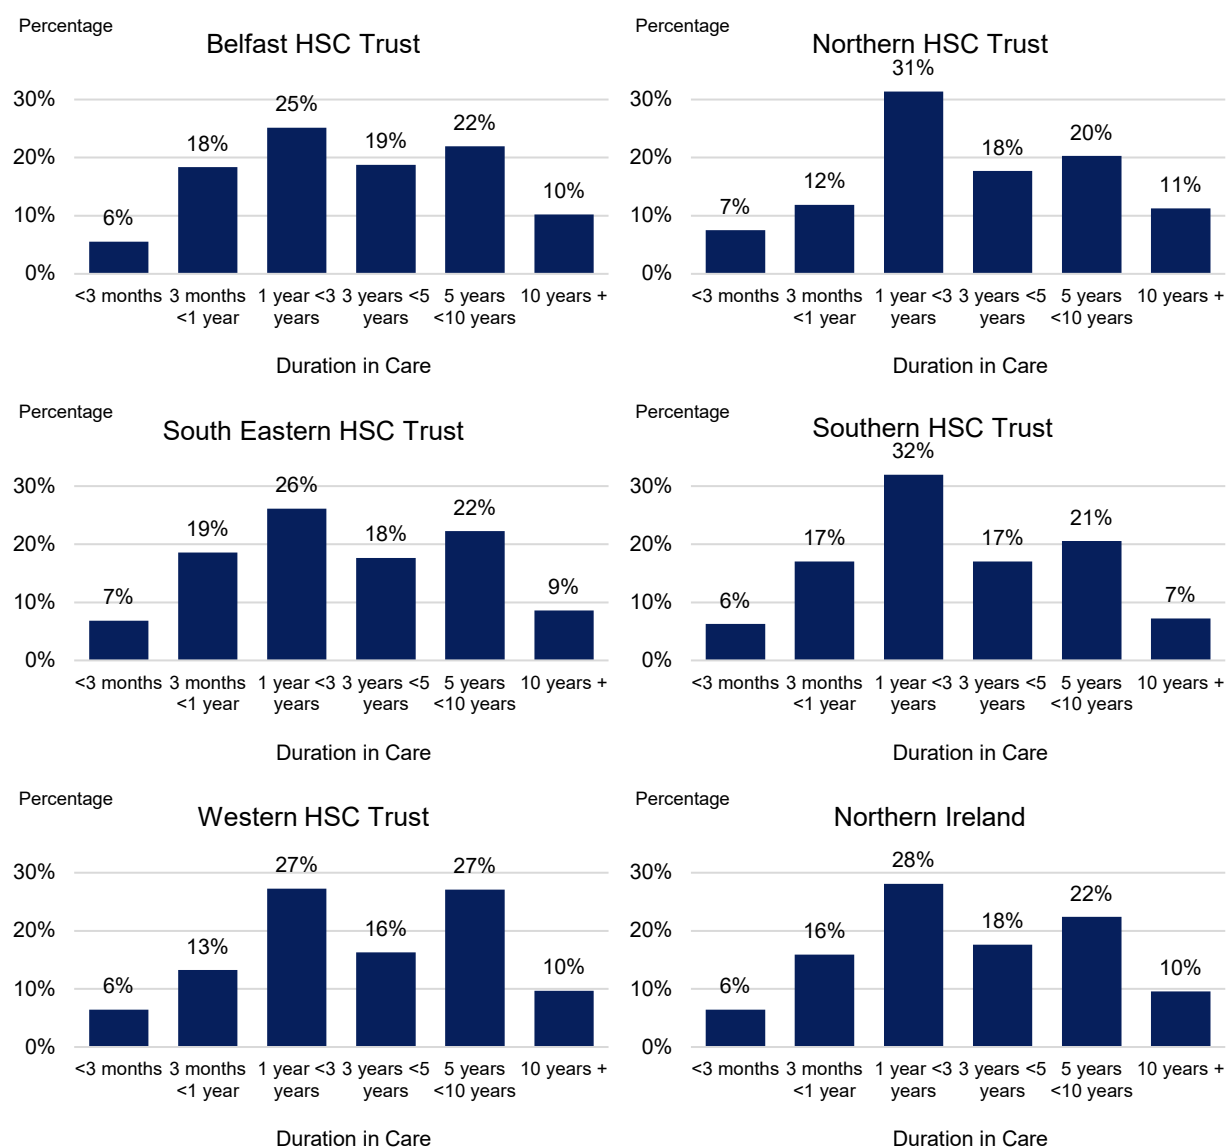 Percentage
Belfast HSC Trust
30%
20%
10%
0%
6%
18%
25%
19%
22%
10%
<3 months
3 months
<1 year
1 year <3
years
3 years <5
years
5 years
<10 years
10 years +
Duration in Care
Percentage
Northern HSC Trust
30%
20%
10%
0%
7%
12%
31%
18%
20%
11%
<3 months
3 months
<1 year
1 year <3
years
3 years <5
years
5 years
<10 years
10 years +
Duration in Care
Percentage
South Eastern HSC Trust
30%
20%
10%
0%
7%
19%
26%
18%
22%
9%
<3 months
3 months
<1 year
1 year <3
years
3 years <5
years
5 years
<10 years
10 years +
Duration in Care
Percentage
Southern HSC Trust
30%
20%
10%
0%
6%
17%
32%
17%
21%
7%
<3 months
3 months
<1 year
1 year <3
years
3 years <5
years
5 years
<10 years
10 years +
Duration in Care
Percentage
Western HSC Trust
30%
20%
10%
0%
6%
13%
27%
16%
27%
10%
<3 months
3 months
<1 year
1 year <3
years
3 years <5
years
5 years
<10 years
10 years +
Duration in Care
Percentage
Northern Ireland
30%
20%
10%
0%
6%
16%
28%
18%
22%
10%
<3 months
3 months
<1 year
1 year <3
years
3 years <5
years
5 years
<10 years
10 years +
Duration in Care